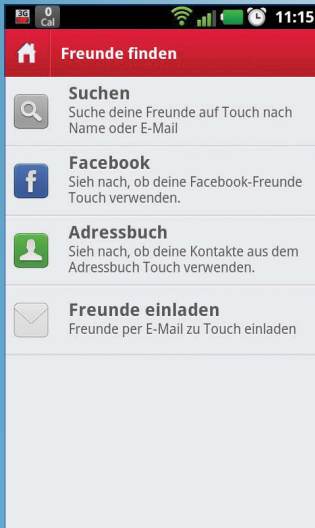 3G 0 Cal 11:15
Freunde finden
Suchen
Suche deine Freunde auf Touch nach
Name oder E-Mail
Facebook
Sieh nach, ob deine Facebook-Freunde
Touch verwenden.
Adressbuch
Sieh nach, ob deine Kontakte aus dem
Adressbuch Touch verwenden.
Freunde einladen
Freunde per E-Mail zu Touch einladen